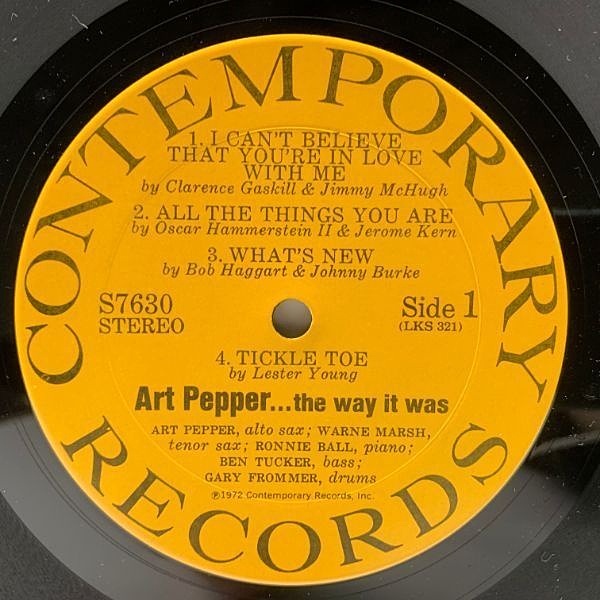 CONTEMPORARY
1. I CAN'T BELIEVE
THAT YOU'RE IN LOVE
WITH ME
by Clarence Gaskill & Jimmy McHugh
2. ALL THE THINGS YOU ARE
by Oscar Hammerstein II & Jerome Kern
3. WHAT'S NEW
by Bob Haggart & Johnny Burke
S7630
STEREO
Side 1
(LKS 321)
4. TICKLE TOE
by Lester Young
Art Pepper...the way it was
ART PEPPER, alto sax; WARNE MARSH,
tenor sax; RONNIE BALL, piano;
BEN TUCKER, bass;
GARY FROMMER, drums
℗1972 Contemporary Records, Inc.
RECORDS